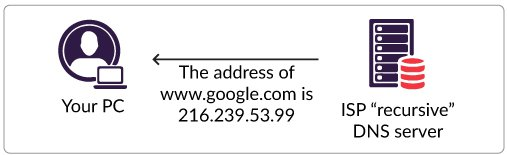 The address of
www.google.com is
216.239.53.99
Your PC
ISP “recursive”
DNS server